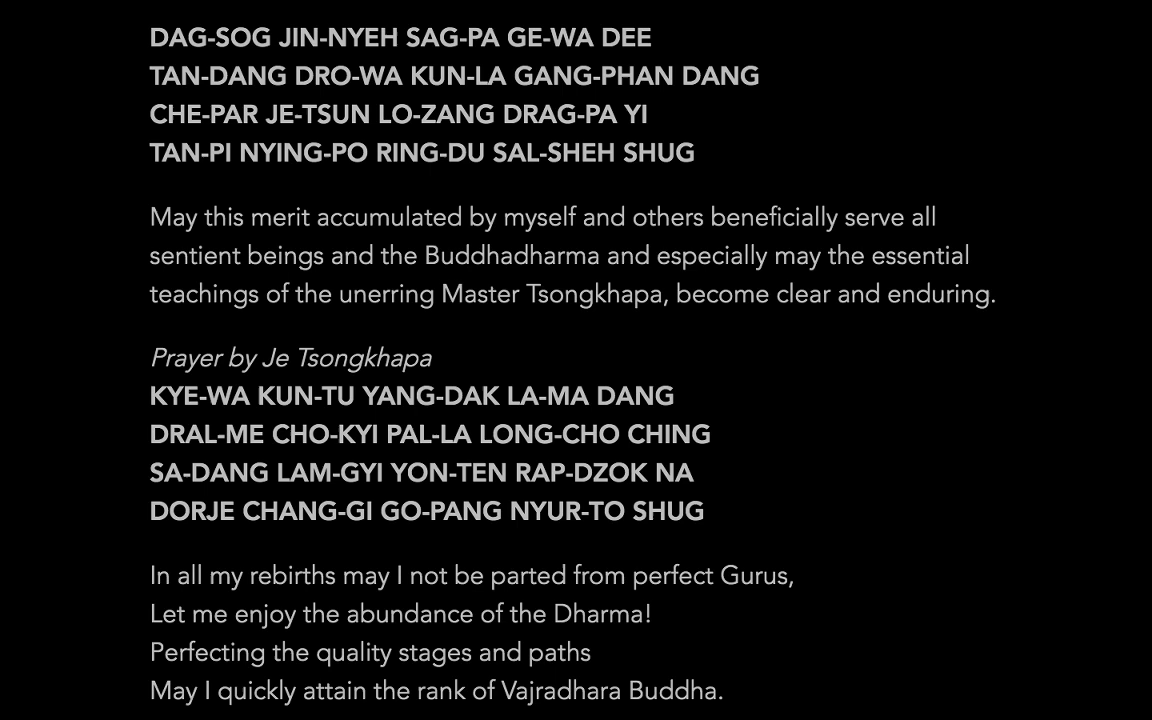 DAG-SOG JIN-NYEH SAG-PA GE-WA DEE
TAN-DANG DRO-WA KUN-LA GANG-PHAN DANG
CHE-PAR JE-TSUN LO-ZANG DRAG-PA YI
TAN-PI NYING-PO RING-DU SAL-SHEH SHUG
May this merit accumulated by myself and others beneficially serve all
sentient beings and the Buddhadharma and especially may the essential
teachings of the unerring Master Tsongkhapa, become clear and enduring.
Prayer by Je Tsongkhapa
KYE-WA KUN-TU YANG-DAK LA-MA DANG
DRAL-ME CHO-KYI PAL-LA LONG-CHO CHING
SA-DANG LAM-GYI YON-TEN RAP-DZOK NA
DORJE CHANG-GI GO-PANG NYUR-TO SHUG
In all my rebirths may I not be parted from perfect Gurus,
Let me enjoy the abundance of the Dharma!
Perfecting the quality stages and paths
May I quickly attain the rank of Vajradhara Buddha.